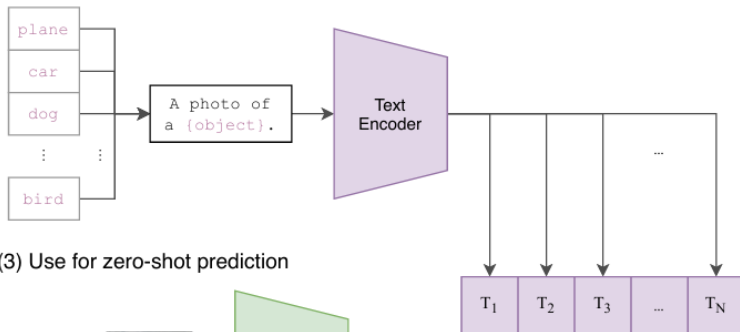 plane
car
dog
⋮ ⋮
bird
A photo of
a {object}.
Text
Encoder
...
(3) Use for zero-shot prediction
T1 T2 T3 ... TN